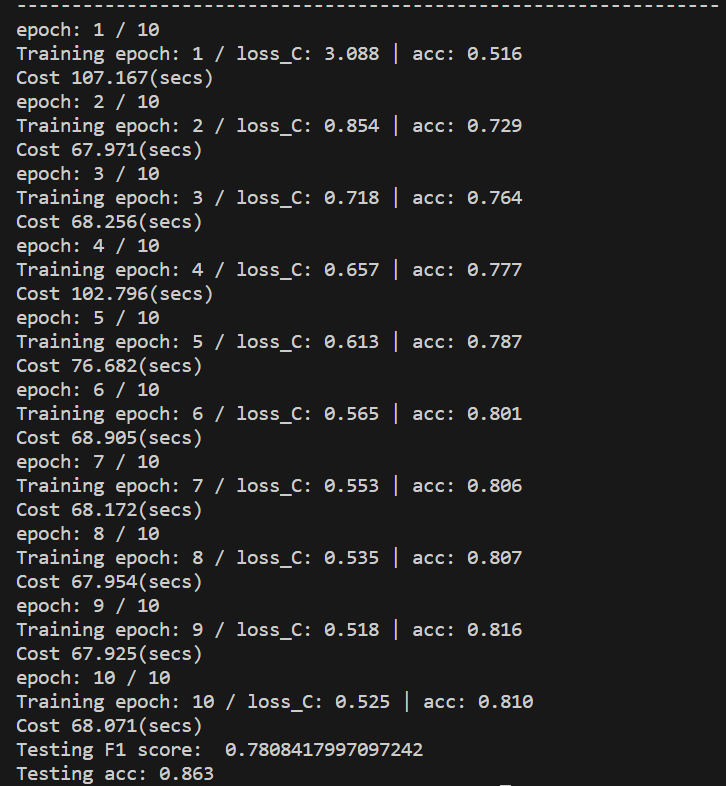 ----------------------------------------------------------------
epoch: 1 / 10
Training epoch: 1 / loss_C: 3.088 | acc: 0.516
Cost 107.167(secs)
epoch: 2 / 10
Training epoch: 2 / loss_C: 0.854 | acc: 0.729
Cost 67.971(secs)
epoch: 3 / 10
Training epoch: 3 / loss_C: 0.718 | acc: 0.764
Cost 68.256(secs)
epoch: 4 / 10
Training epoch: 4 / loss_C: 0.657 | acc: 0.777
Cost 102.796(secs)
epoch: 5 / 10
Training epoch: 5 / loss_C: 0.613 | acc: 0.787
Cost 76.682(secs)
epoch: 6 / 10
Training epoch: 6 / loss_C: 0.565 | acc: 0.801
Cost 68.905(secs)
epoch: 7 / 10
Training epoch: 7 / loss_C: 0.553 | acc: 0.806
Cost 68.172(secs)
epoch: 8 / 10
Training epoch: 8 / loss_C: 0.535 | acc: 0.807
Cost 67.954(secs)
epoch: 9 / 10
Training epoch: 9 / loss_C: 0.518 | acc: 0.816
Cost 67.925(secs)
epoch: 10 / 10
Training epoch: 10 / loss_C: 0.525 | acc: 0.810
Cost 68.071(secs)
Testing F1 score:  0.7808417997097242
Testing acc: 0.863